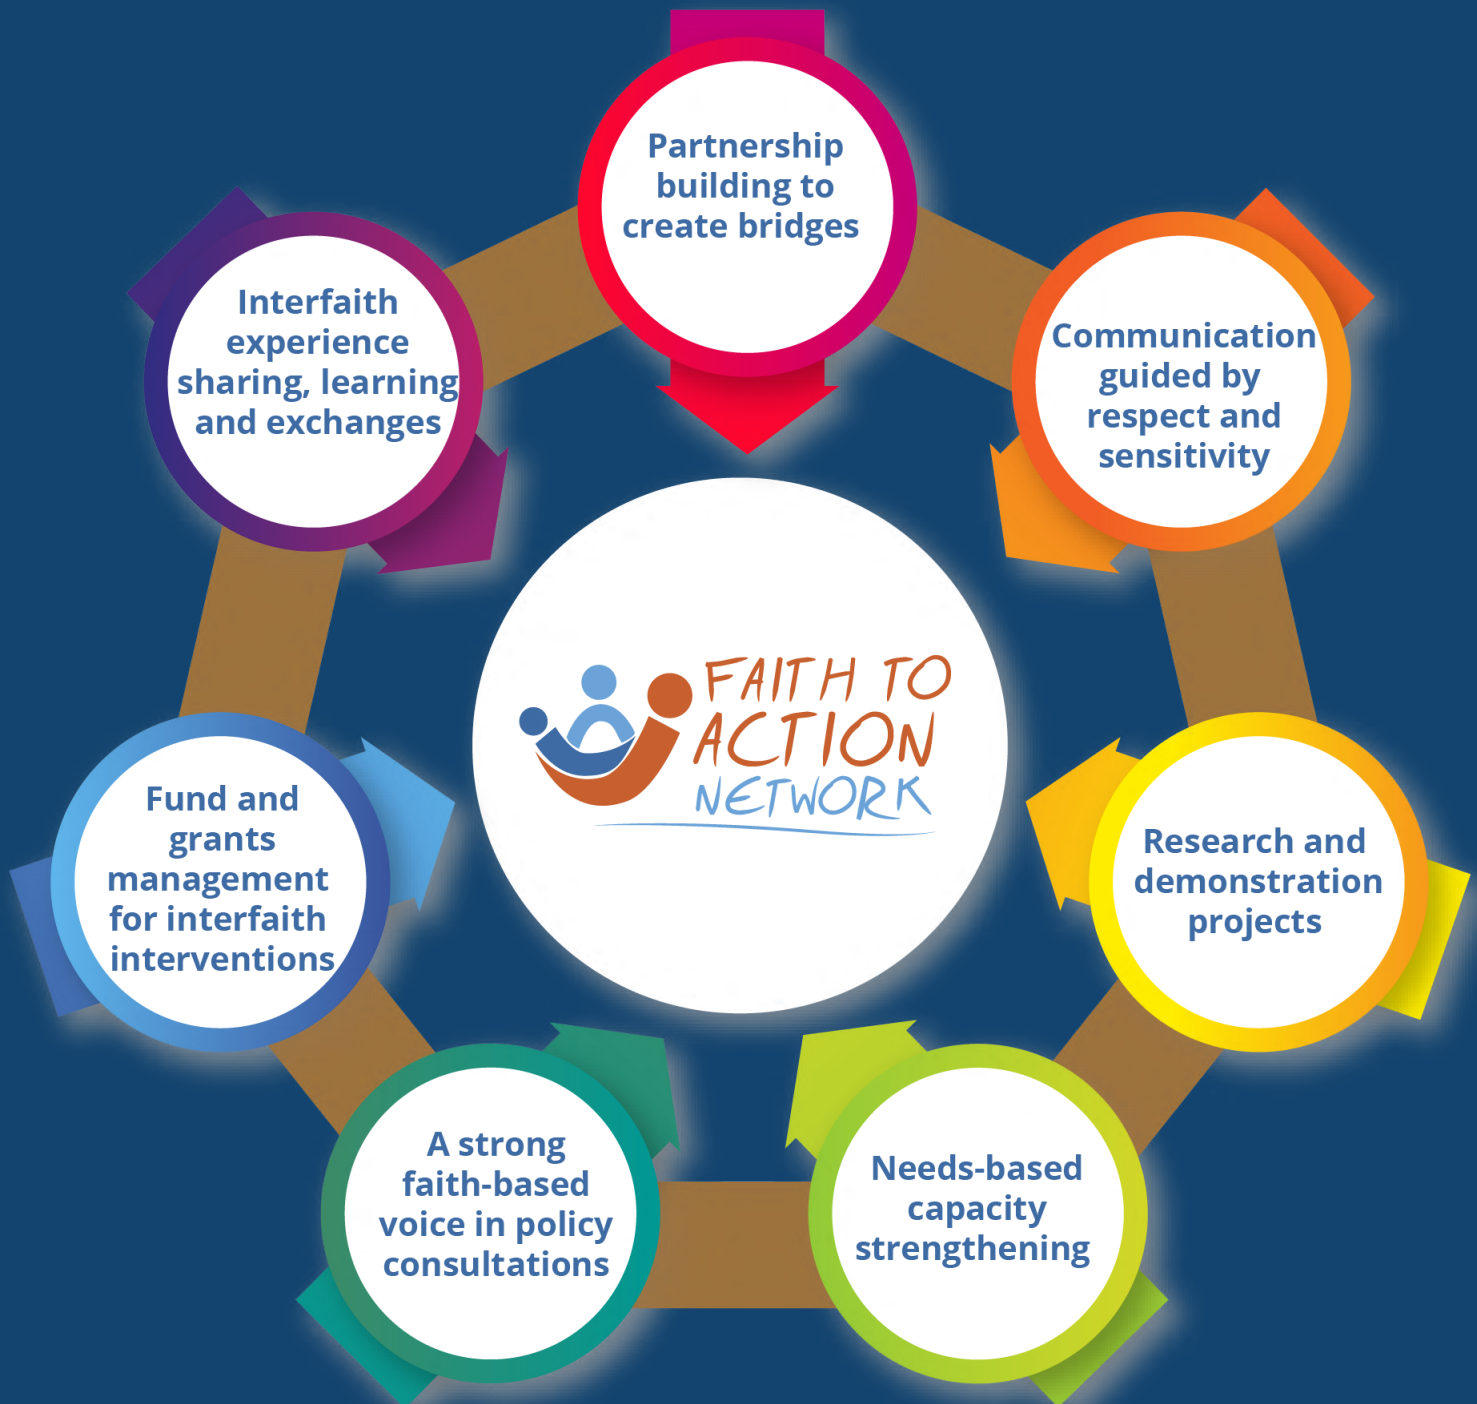 Partnership
building to
create bridges
Communication
guided by
respect and
sensitivity
Research and
demonstration
projects
Needs-based
capacity
strengthening
A strong
faith-based
voice in policy
consultations
Fund and
grants
management
for interfaith
interventions
Interfaith
experience
sharing, learning
and exchanges
FAITH TO
ACTION
NETWORK